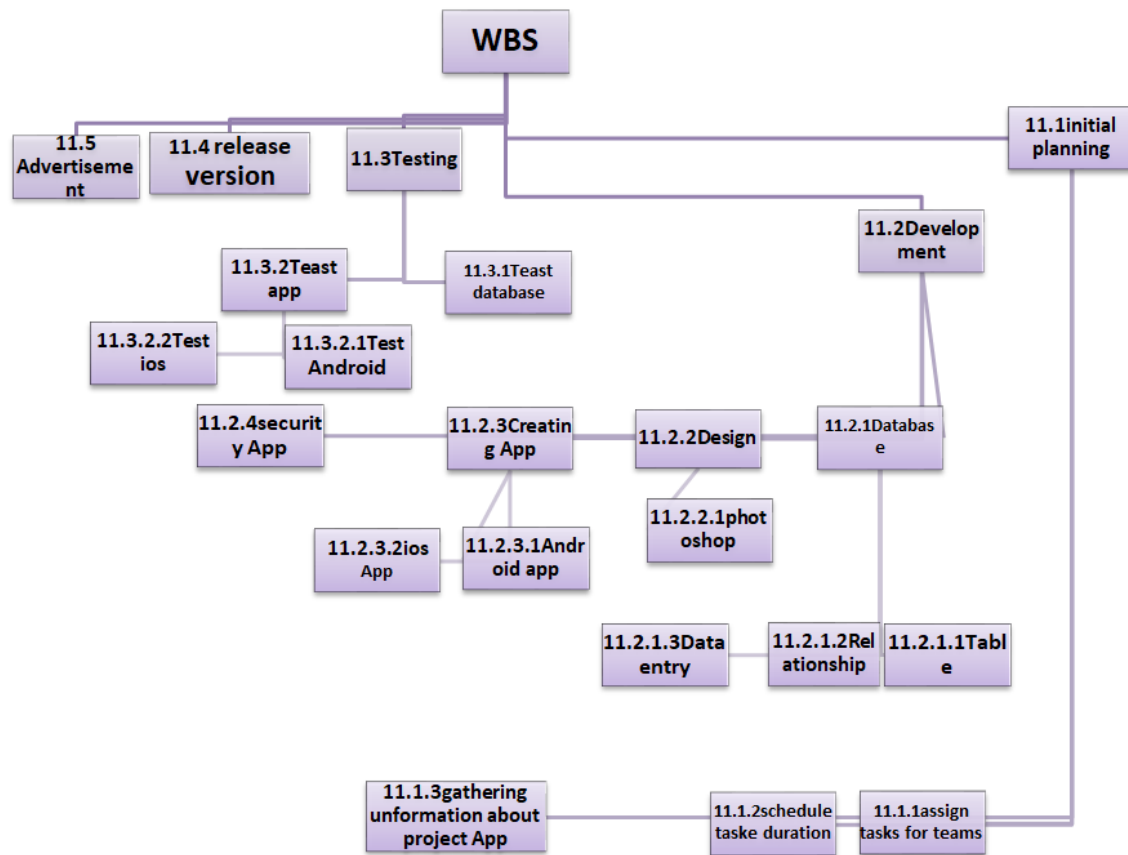 WBS
11.5
Advertiseme
nt
11.4 release
version
11.3Testing
11.1initial
planning
11.2Develop
ment
11.3.2Teast
app
11.3.1Teast
database
11.3.2.2Test
ios
11.3.2.1Test
Android
11.2.4securit
y App
11.2.3Creatin
g App
11.2.2Design
11.2.1Databas
e
11.2.2.1phot
oshop
11.2.3.2ios
App
11.2.3.1Andr
oid app
11.2.1.3Data
entry
11.2.1.2Rel
ationship
11.2.1.1Tabl
e
11.1.3gathering
unformation about
project App
11.1.2schedule
taske duration
11.1.1assign
tasks for teams